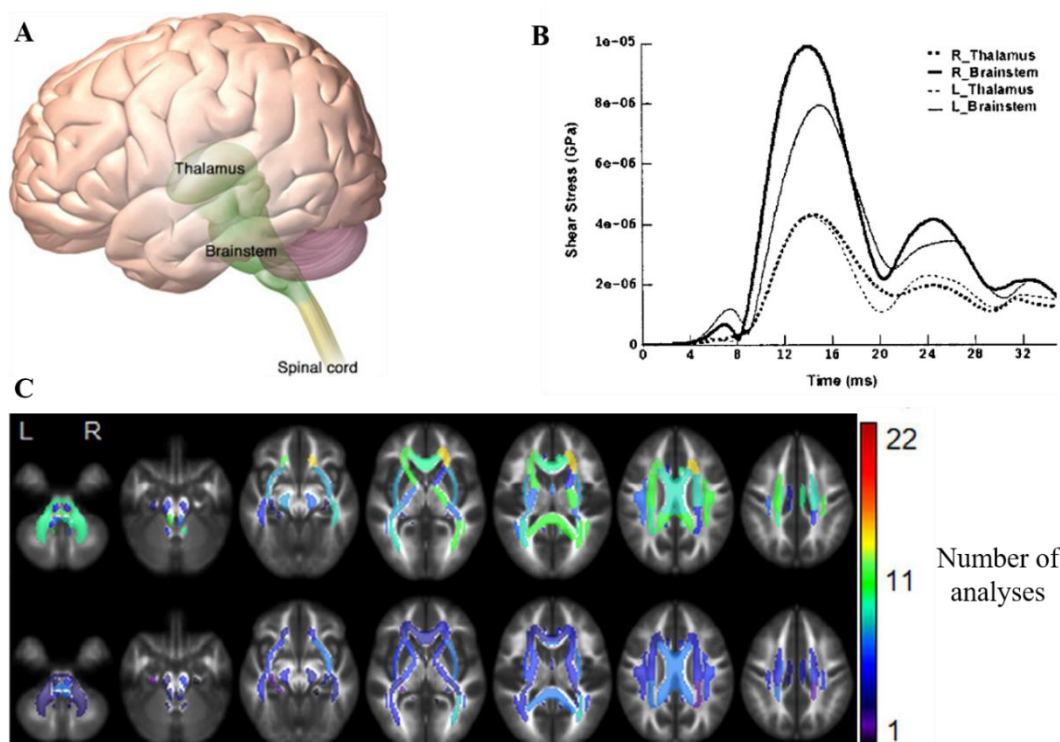 A
Thalamus
Brainstem
Spinal cord
B
Shear Stress (GPa)
1e-05
8e-06
6e-06
4e-06
2e-06
0
0 4 8 12 16 20 24 28 32
Time (ms)
R_Thalamus
R_Brainstem
L_Thalamus
L_Brainstem
C
L R
22
11
1
Number of
analyses